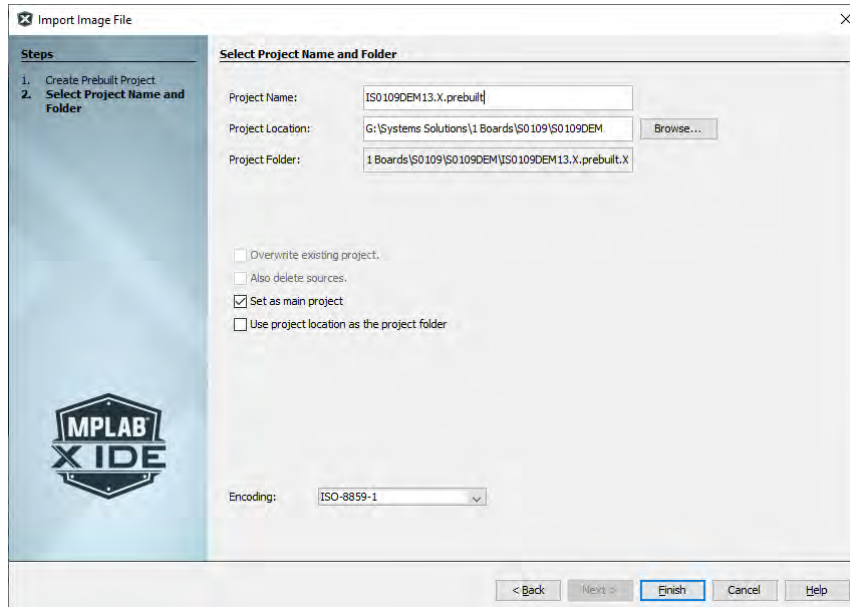 Import Image File
Steps
1. Create Prebuilt Project
2. Select Project Name and
Folder
Select Project Name and Folder
Project Name: IS0109DEM13.X.prebuilt
Project Location: G:\Systems Solutions\1 Boards\S0109\S0109DEM Browse...
Project Folder: 1 Boards\S0109\S0109DEM\IS0109DEM13.X.prebuilt.X
Overwrite existing project.
Also delete sources.
Set as main project
Use project location as the project folder
MPLAB
X IDE
Encoding: ISO-8859-1
< Back Next > Finish Cancel Help